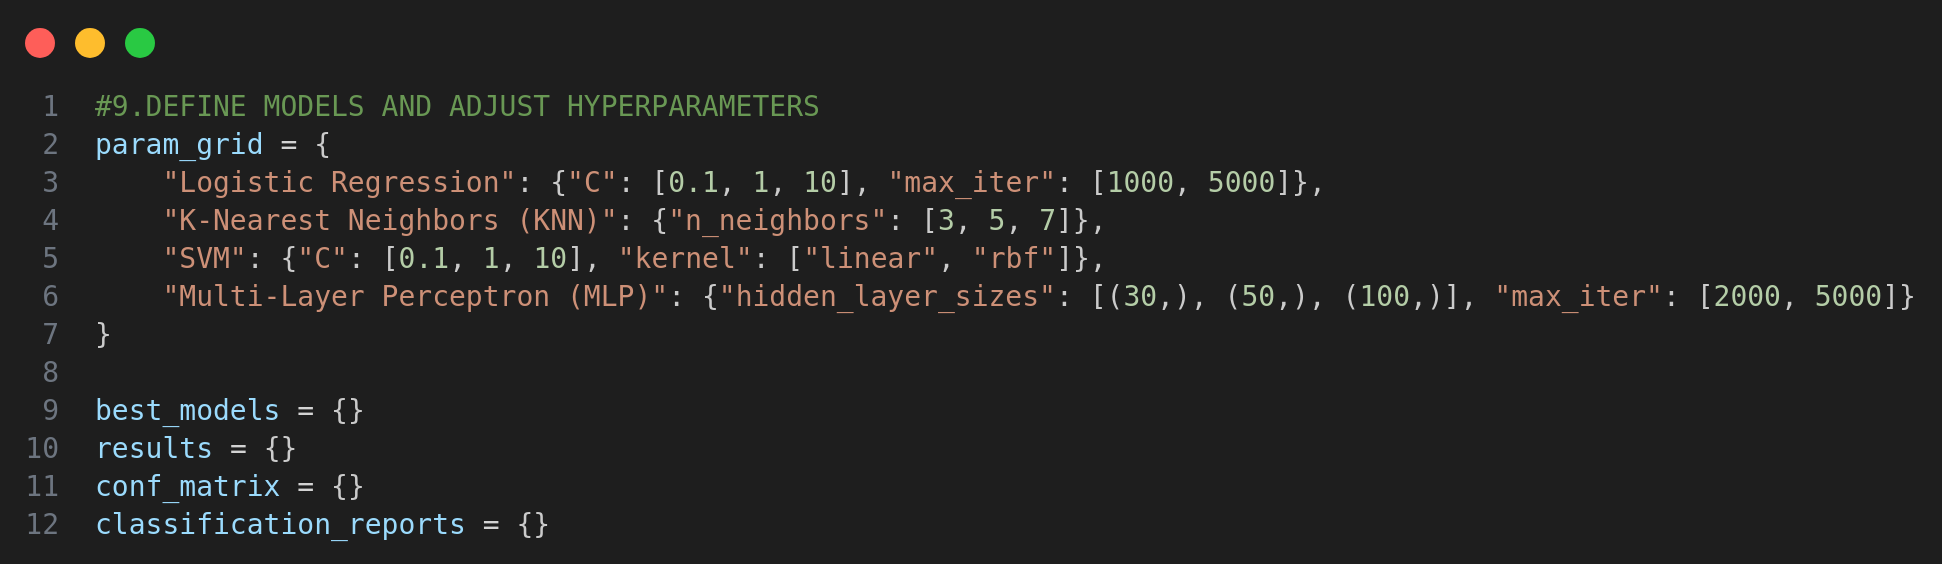 1 #9.DEFINE MODELS AND ADJUST HYPERPARAMETERS
2 param_grid = {
3     "Logistic Regression": {"C": [0.1, 1, 10], "max_iter": [1000, 5000]},
4     "K-Nearest Neighbors (KNN)": {"n_neighbors": [3, 5, 7]},
5     "SVM": {"C": [0.1, 1, 10], "kernel": ["linear", "rbf"]},
6     "Multi-Layer Perceptron (MLP)": {"hidden_layer_sizes": [(30,), (50,), (100,)], "max_iter": [2000, 5000]}
7 }
8
9 best_models = {}
10 results = {}
11 conf_matrix = {}
12 classification_reports = {}